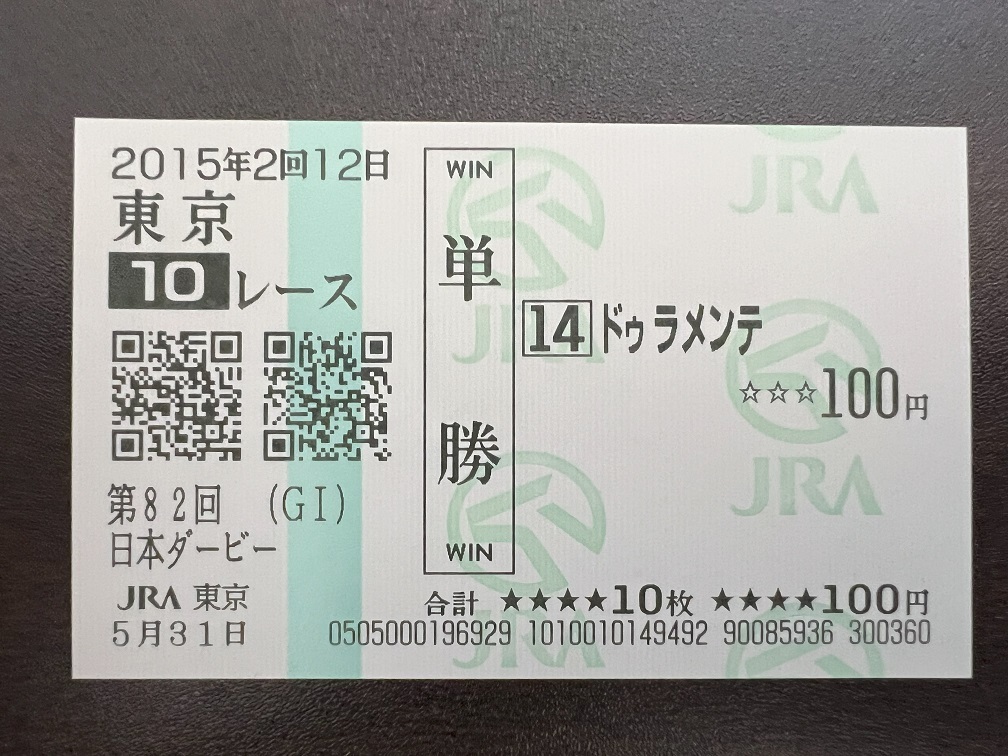 2015年2回12日
東京
10レース
第82回 (GI)
日本ダービー
JRA 東京
5月31日
WIN
単勝
WIN
14 ドゥラメンテ
☆☆☆100円
合計 ★★★★10枚 ★★★★100円
0505000196929 1010010149492 90085936 300360
JRA
JRA
JRA
JRA